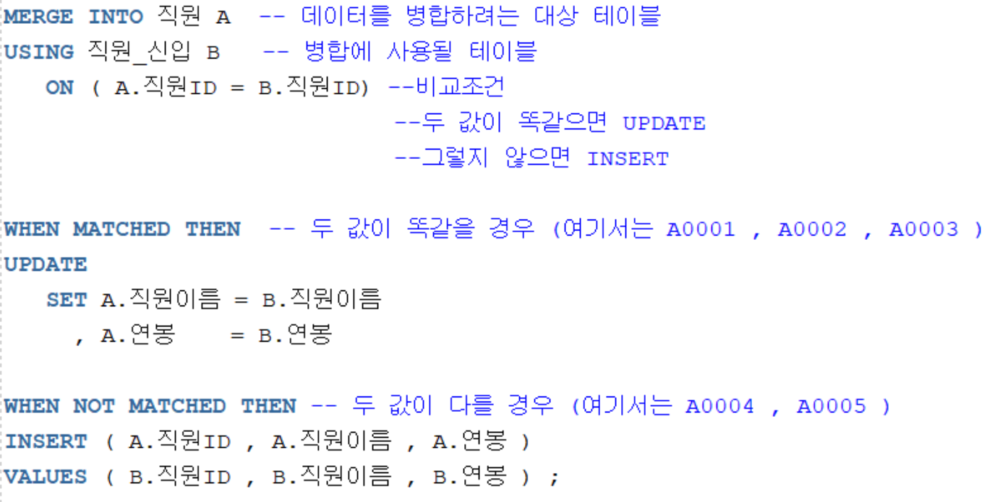 MERGE INTO 직원 A -- 데이터를 병합하려는 대상 테이블
USING 직원_신입 B -- 병합에 사용될 테이블
ON ( A.직원ID = B.직원ID) --비교조건
--두 값이 똑같으면 UPDATE
--그렇지 않으면 INSERT
WHEN MATCHED THEN -- 두 값이 똑같을 경우 (여기서는 A0001 , A0002 , A0003 )
UPDATE
SET A.직원이름 = B.직원이름
, A.연봉 = B.연봉
WHEN NOT MATCHED THEN -- 두 값이 다를 경우 (여기서는 A0004 , A0005 )
INSERT ( A.직원ID , A.직원이름 , A.연봉 )
VALUES ( B.직원ID , B.직원이름 , B.연봉 ) ;